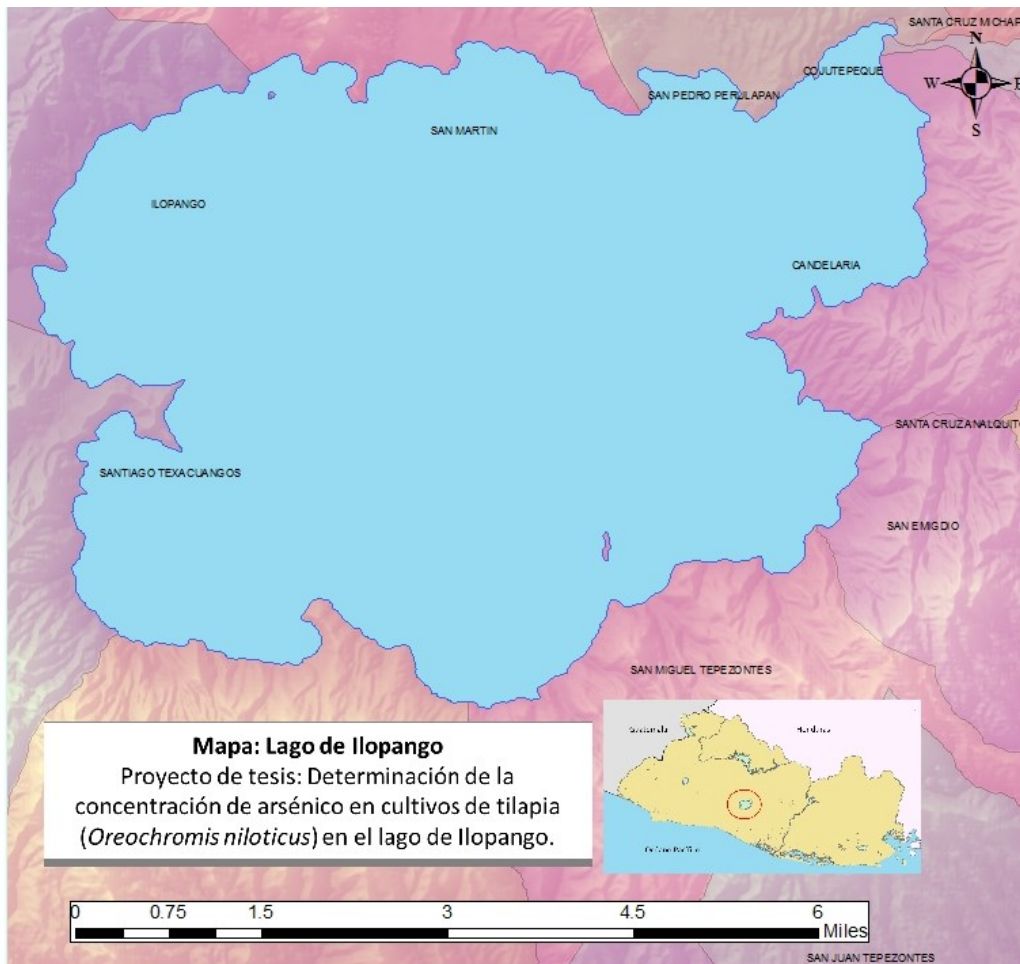 SANTA CRUZ MICHAP
N
COJUTEPEQUE
W
E
SAN PEDRO PERULAPAN
S
SAN MARTIN
ILOPANGO
CANDELARIA
SANTA CRUZ ANALQUITO
SANTIAGO TEXACUANGOS
SAN EMIGDIO
SAN MIGUEL TEPEZONTES
Mapa: Lago de Ilopango
Proyecto de tesis: Determinación de la
concentración de arsénico en cultivos de tilapia
(Oreochromis niloticus) en el lago de Ilopango.
Guatemala
Honduras
Océano Pacífico
0 0.75 1.5 3 4.5 6
Miles
SAN JUAN TEPEZONTES